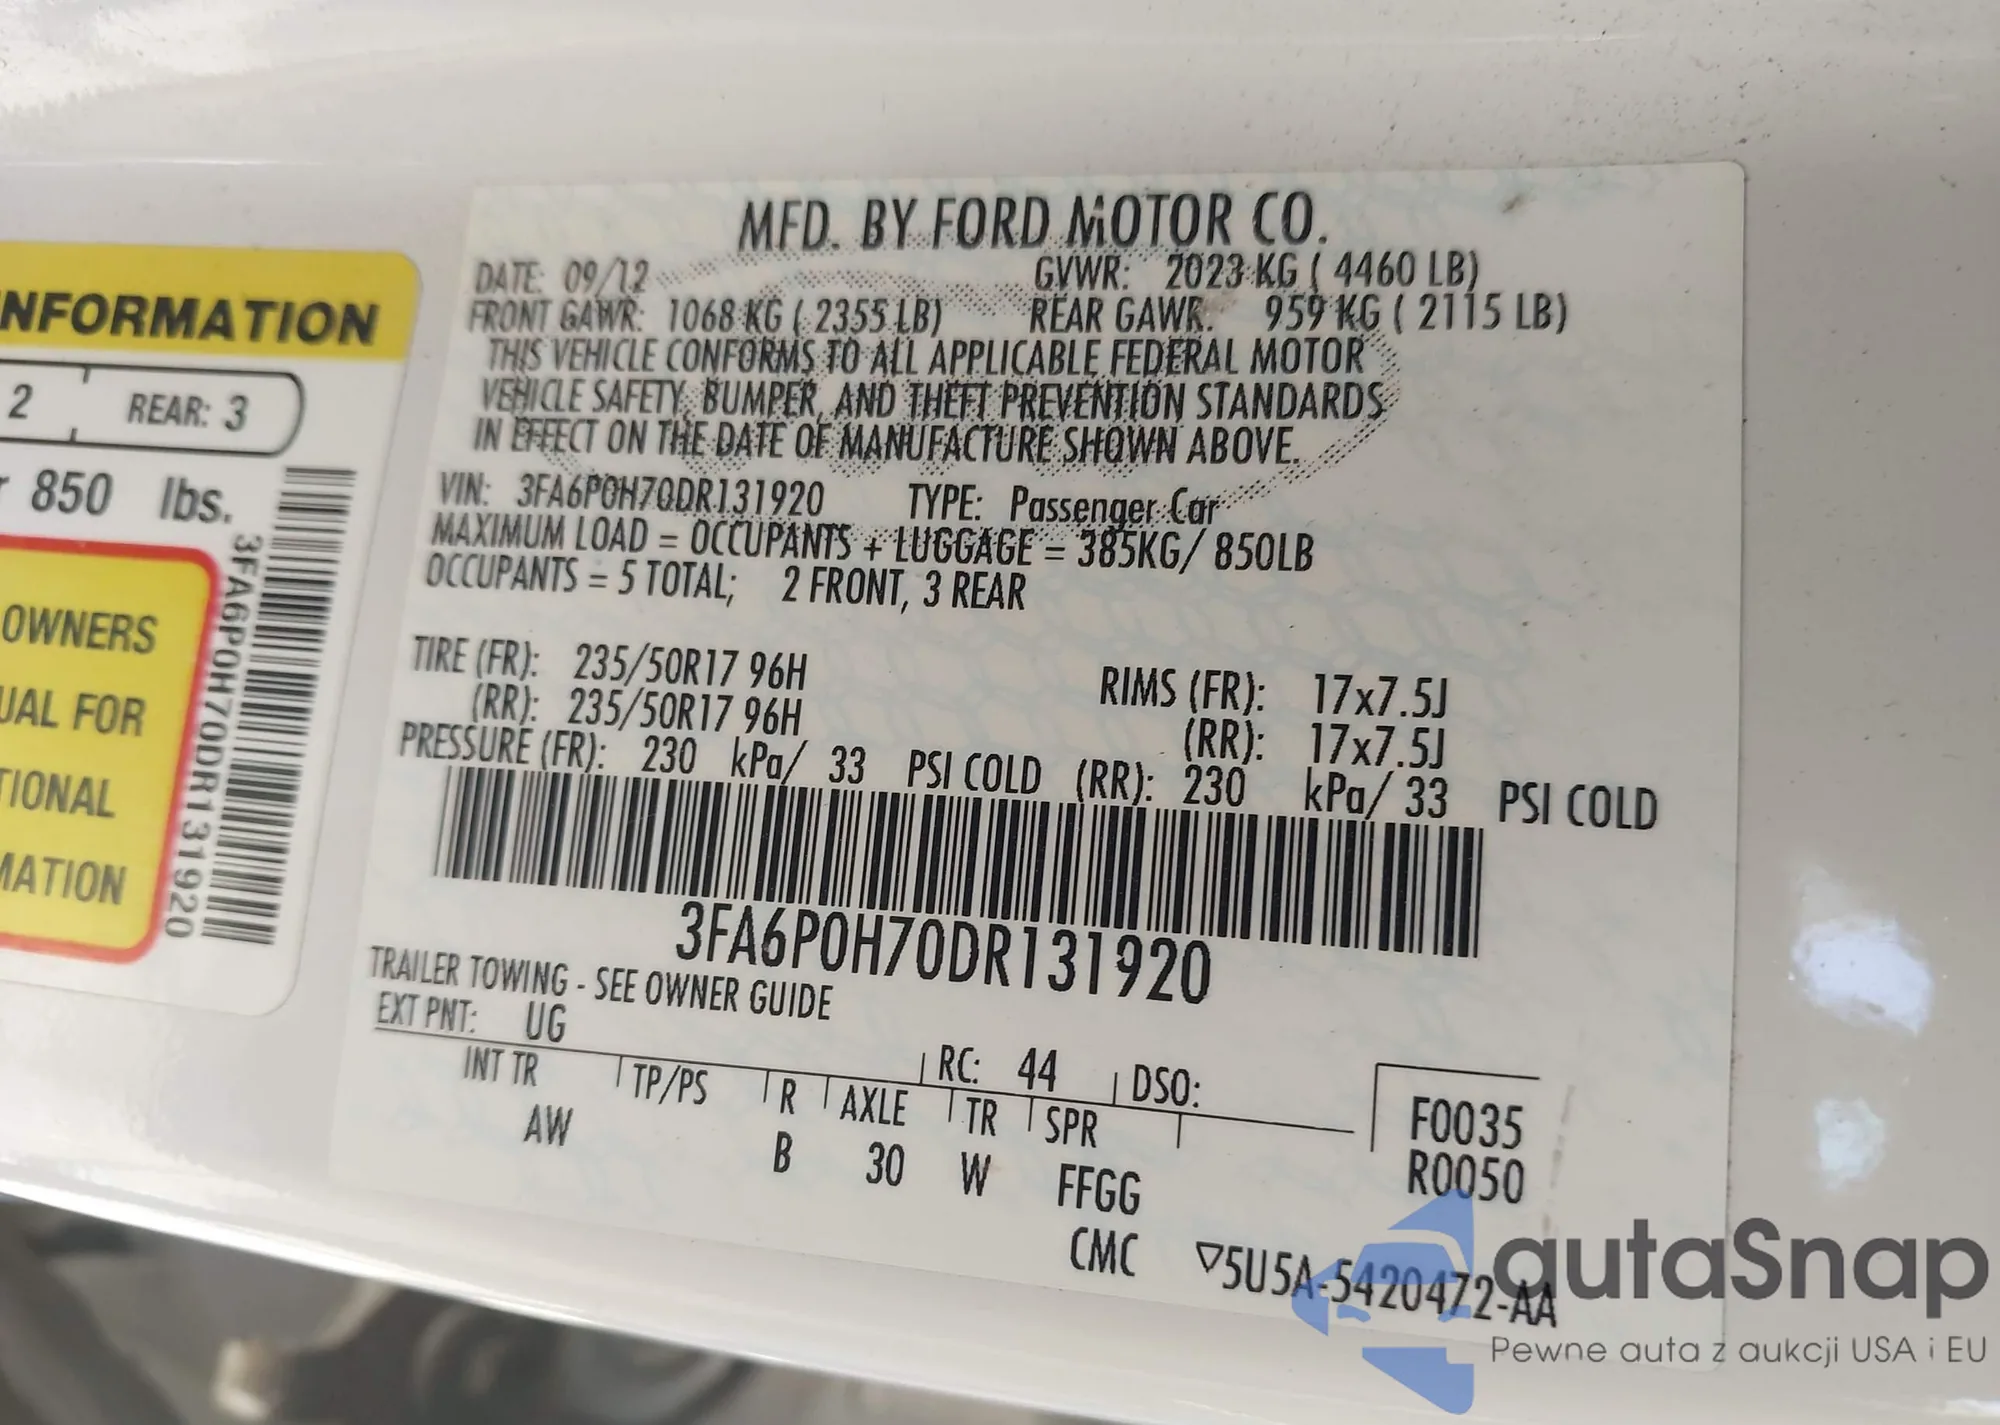 MFD. BY FORD MOTOR CO.
DATE: 09/12 GVWR: 2023 KG ( 4460 LB)
FRONT GAWR: 1068 KG ( 2355 LB) REAR GAWR: 959 KG ( 2115 LB)
THIS VEHICLE CONFORMS TO ALL APPLICABLE FEDERAL MOTOR
VEHICLE SAFETY, BUMPER, AND THEFT PREVENTION STANDARDS
IN EFFECT ON THE DATE OF MANUFACTURE SHOWN ABOVE.
VIN: 3FA6P0H70DR131920 TYPE: Passenger Car
MAXIMUM LOAD = OCCUPANTS + LUGGAGE = 385KG/ 850LB
OCCUPANTS = 5 TOTAL; 2 FRONT, 3 REAR
TIRE (FR): 235/50R17 96H RIMS (FR): 17x7.5J
(RR): 235/50R17 96H (RR): 17x7.5J
PRESSURE (FR): 230 kPa/ 33 PSI COLD (RR): 230 kPa/ 33 PSI COLD
3FA6P0H70DR131920
TRAILER TOWING - SEE OWNER GUIDE
EXT PNT: UG RC: 44 DSO:
INT TR TP/PS R AXLE TR SPR
AW B 30 W FFGG
CMC
F0035
R0050
▽5U5A-5420472-AA
NFORMATION
2 REAR: 3
r 850 lbs.
OWNERS
UAL FOR
TIONAL
MATION
3FA6P0H70DR131920
autaSnap
Pewne auta z aukcji USA i EU